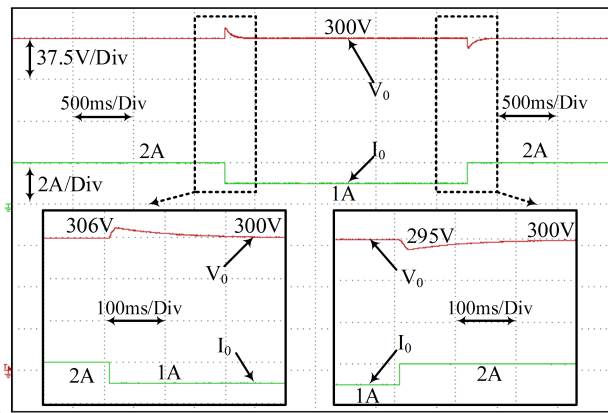 300V
37.5V/Div
V₀
500ms/Div
500ms/Div
2A
I₀
2A
2A/Div
1A
306V
300V
V₀
100ms/Div
I₀
2A
1A
295V
300V
V₀
100ms/Div
I₀
2A
1A